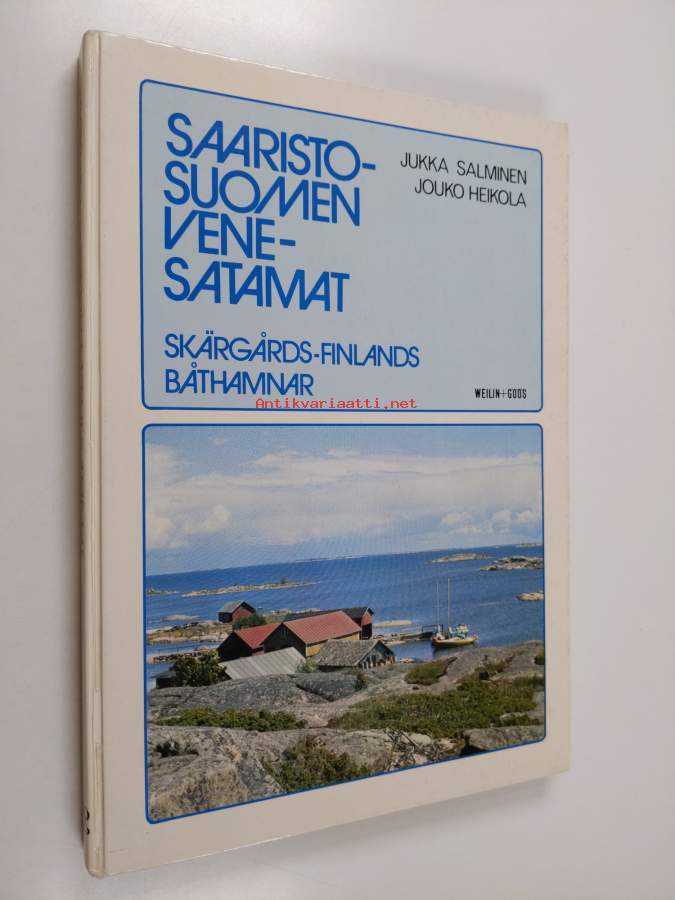 SAARISTO-
SUOMEN
VENE-
SATAMAT
JUKKA SALMINEN
JOUKO HEIKOLA
SKÄRGÅRDS-FINLANDS
BÅTHAMNAR
WEILIN+GÖÖS
Antikvariaatti.net